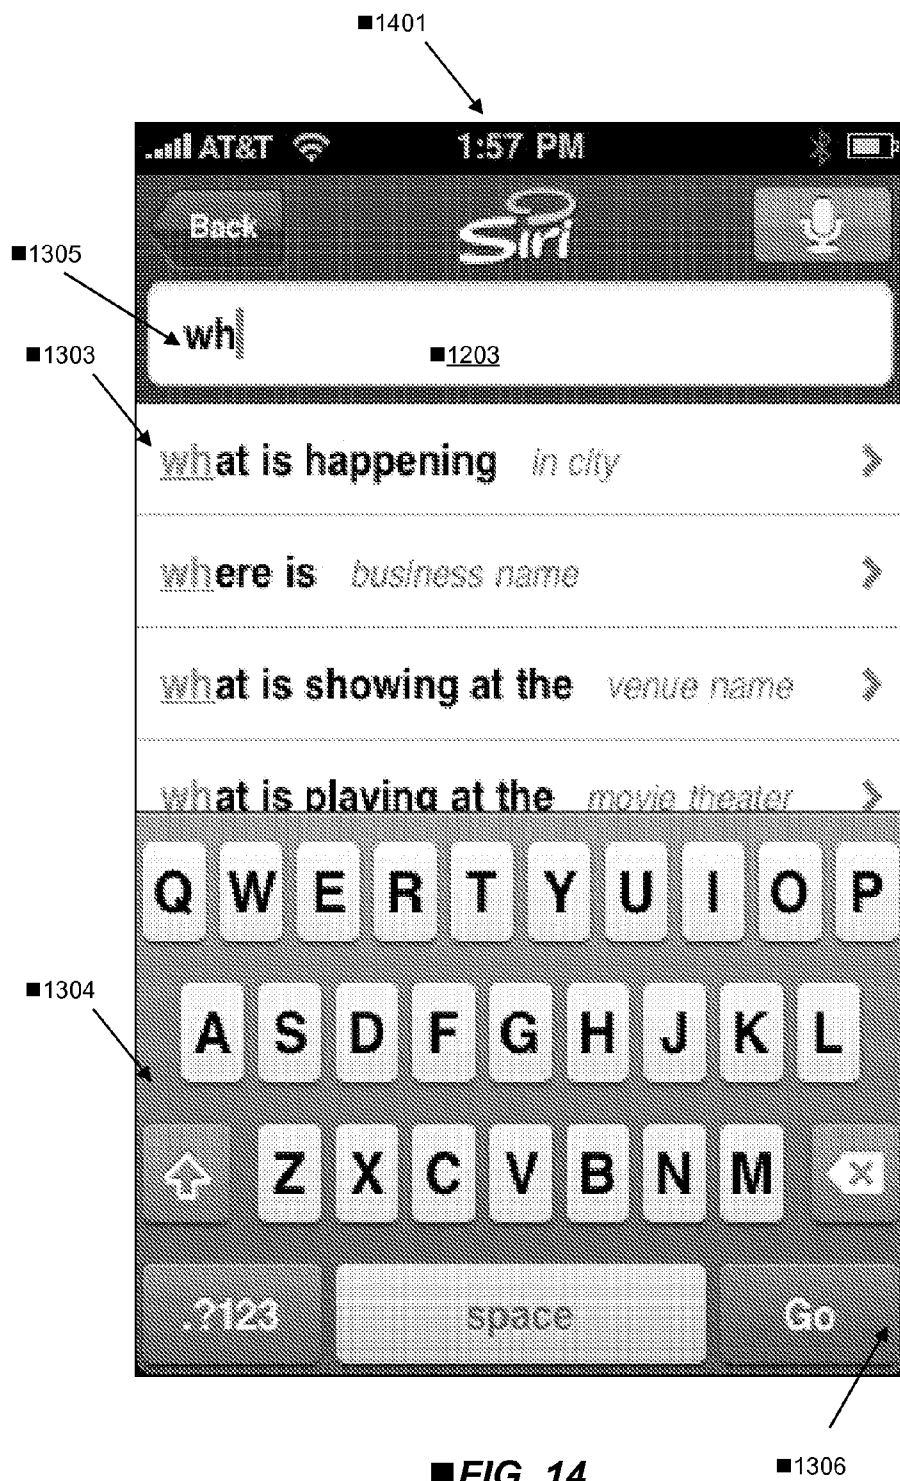 ■1401
AT&T 1:57 PM
Back Siri
■1305
wh
■1303
■1203
what is happening in city
where is business name
what is showing at the venue name
what is playing at the movie theater
Q W E R T Y U I O P
■1304
A S D F G H J K L
Z X C V B N M
.?123 space Go
■FIG. 14
■1306